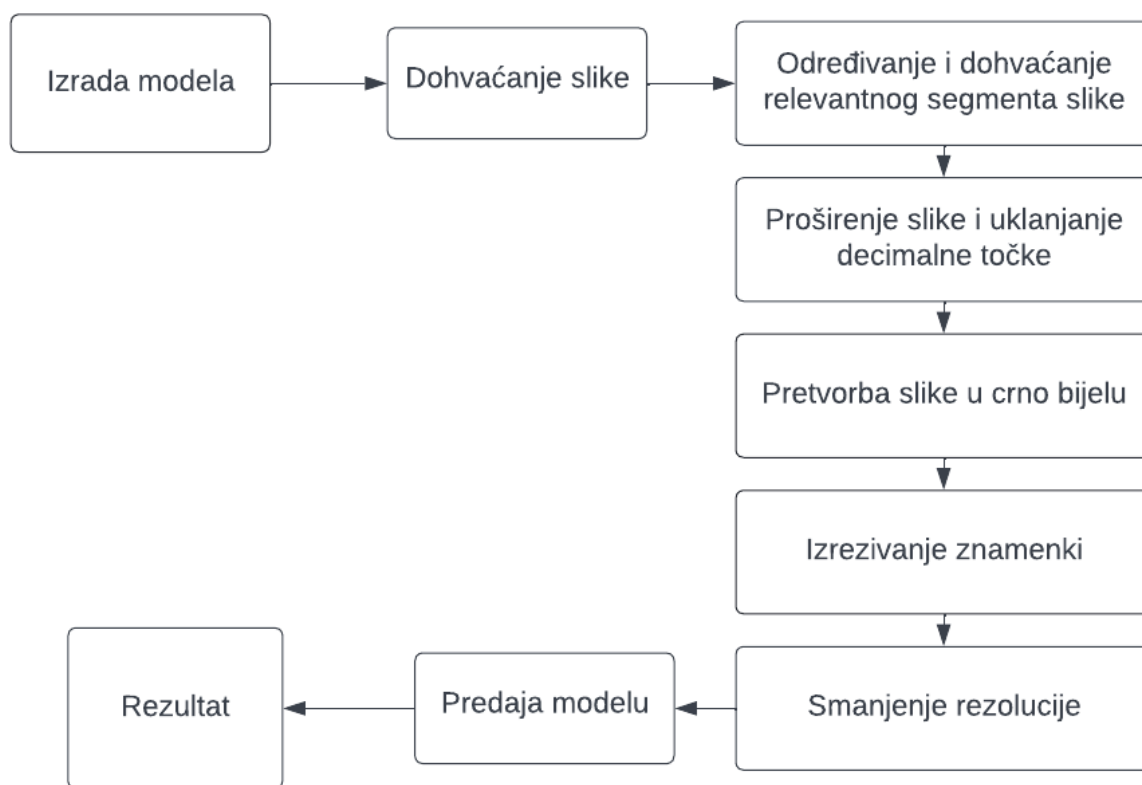 Izrada modela
Dohvaćanje slike
Određivanje i dohvaćanje
relevantnog segmenta slike
Proširenje slike i uklanjanje
decimalne točke
Pretvorba slike u crno bijelu
Izrezivanje znamenki
Smanjenje rezolucije
Predaja modelu
Rezultat